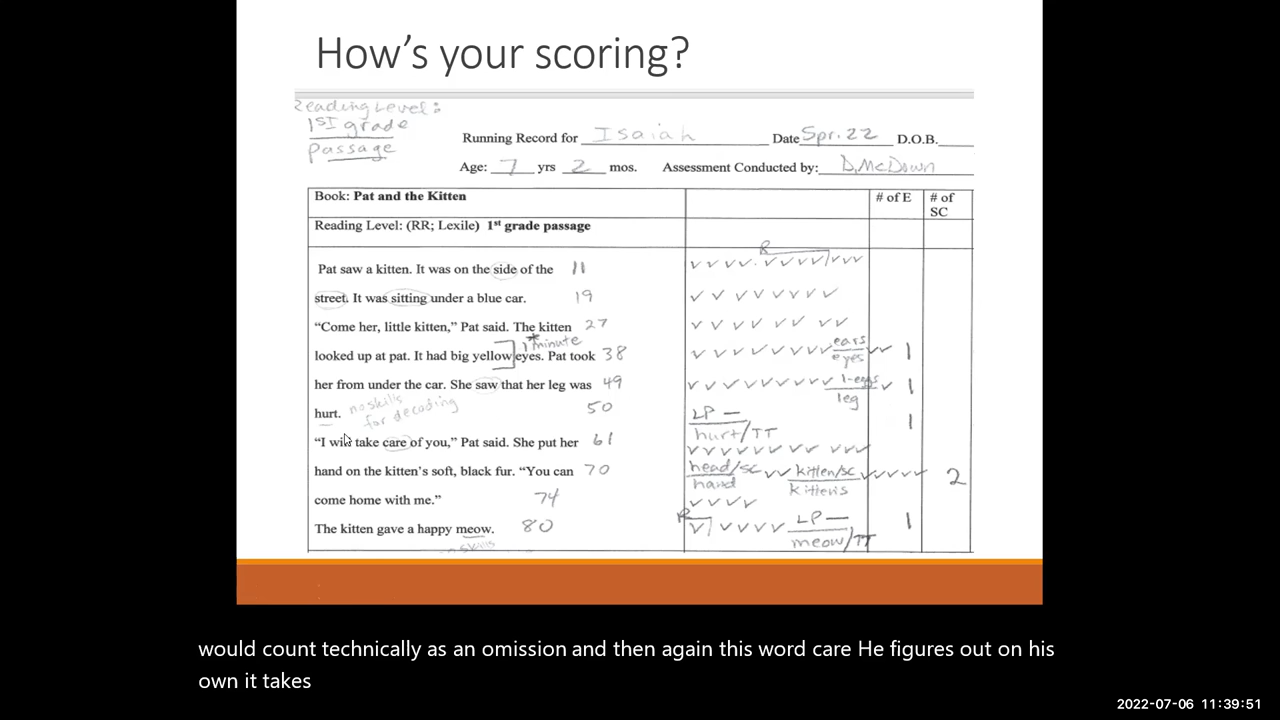 How's your scoring?
Reading Level:
1ST grade
Passage
Running Record for Isaiah Date Spr. 22 D.O.B.
Age: 7 yrs 2 mos. Assessment Conducted by: D. McDown
Book: Pat and the Kitten # of E # of SC
Reading Level: (RR; Lexile) 1st grade passage
R
Pat saw a kitten. It was on the side of the 11 ✓✓✓✓ ✓✓✓✓ ✓✓✓
street. It was sitting under a blue car. 19 ✓✓✓✓✓✓✓✓
"Come her, little kitten," Pat said. The kitten 27 ✓✓✓✓✓✓✓✓
1 minute
looked up at pat. It had big yellow] eyes. Pat took 38 ✓✓✓✓✓✓✓✓ ears/eyes ✓✓ 1
her from under the car. She saw that her leg was 49 ✓✓✓✓✓✓✓✓✓ l-eggs/leg ✓ 1
hurt. no skills for decoding 50 LP — hurt/TT 1
"I will take care of you," Pat said. She put her 61 ✓✓✓✓✓✓✓✓✓✓✓
hand on the kitten's soft, black fur. "You can 70 head/SC hand ✓✓ kitten/SC kittens ✓✓✓✓✓ 2
come home with me." 74 ✓✓✓✓
The kitten gave a happy meow. 80 R ✓| ✓✓✓✓ LP — meow/TT 1
skills
would count technically as an omission and then again this word care He figures out on his
own it takes
2022-07-06 11:39:51